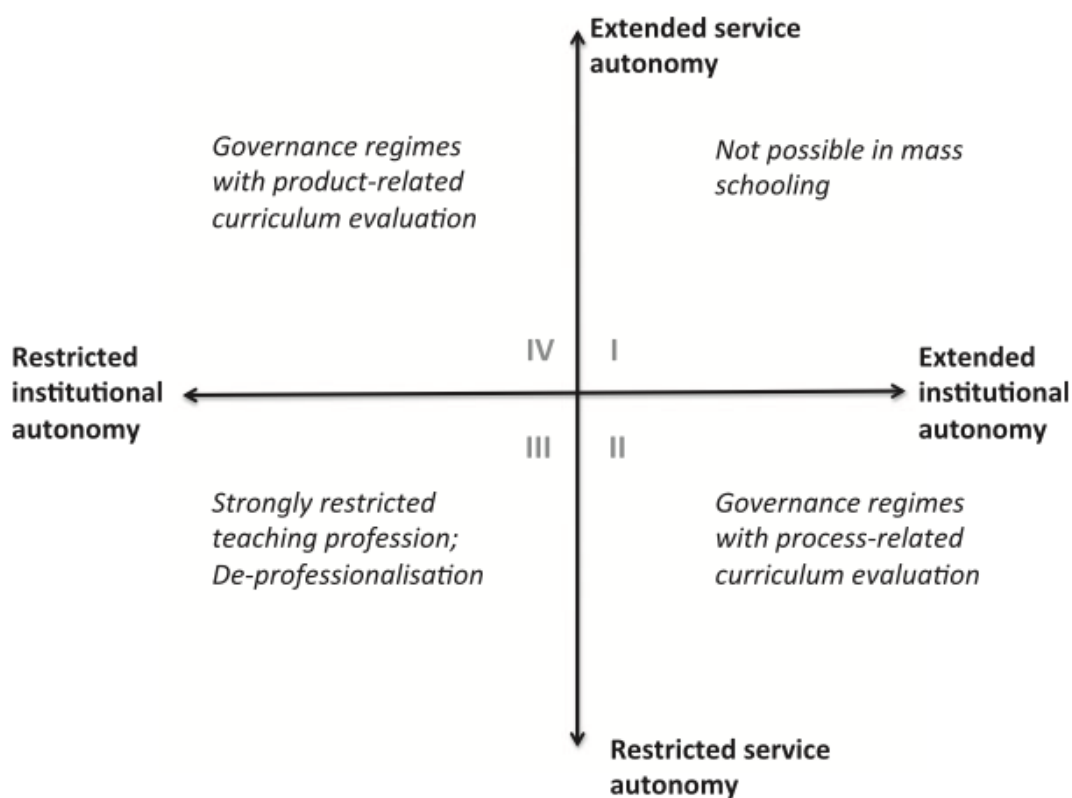 Extended service
autonomy
Governance regimes
with product-related
curriculum evaluation
Not possible in mass
schooling
IV
I
Restricted
institutional
autonomy
Extended
institutional
autonomy
III
II
Strongly restricted
teaching profession;
De-professionalisation
Governance regimes
with process-related
curriculum evaluation
Restricted service
autonomy